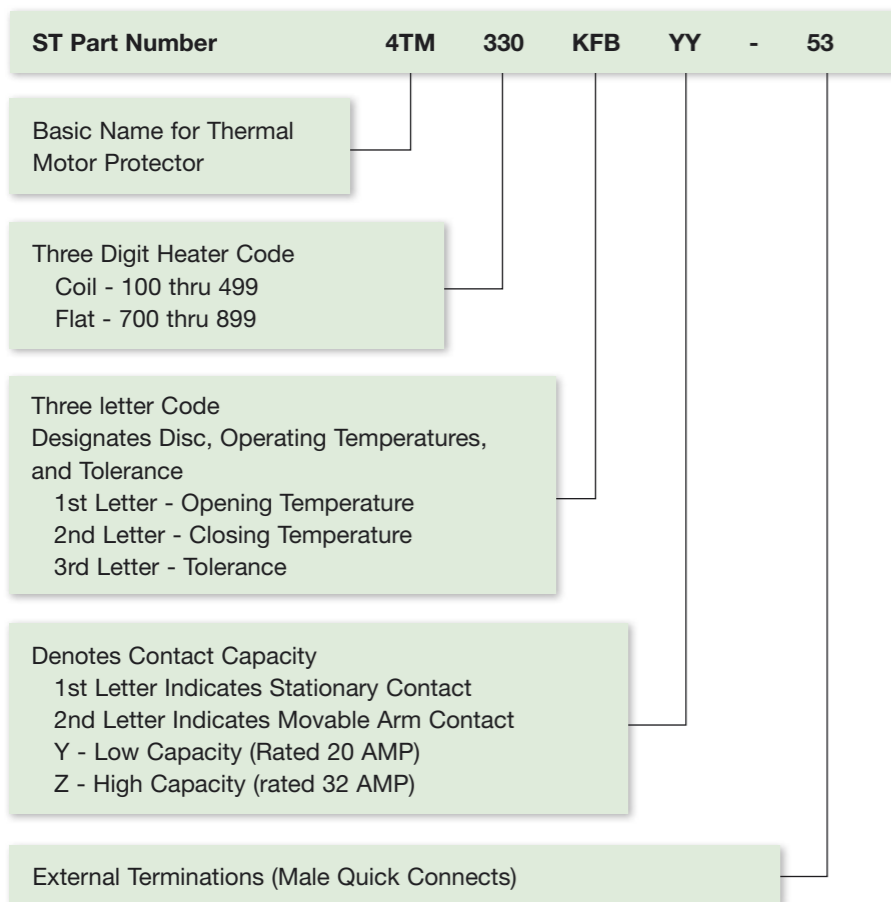 ST Part Number 4TM 330 KFB YY - 53
Basic Name for Thermal
Motor Protector
Three Digit Heater Code
Coil - 100 thru 499
Flat - 700 thru 899
Three letter Code
Designates Disc, Operating Temperatures,
and Tolerance
1st Letter - Opening Temperature
2nd Letter - Closing Temperature
3rd Letter - Tolerance
Denotes Contact Capacity
1st Letter Indicates Stationary Contact
2nd Letter Indicates Movable Arm Contact
Y - Low Capacity (Rated 20 AMP)
Z - High Capacity (rated 32 AMP)
External Terminations (Male Quick Connects)